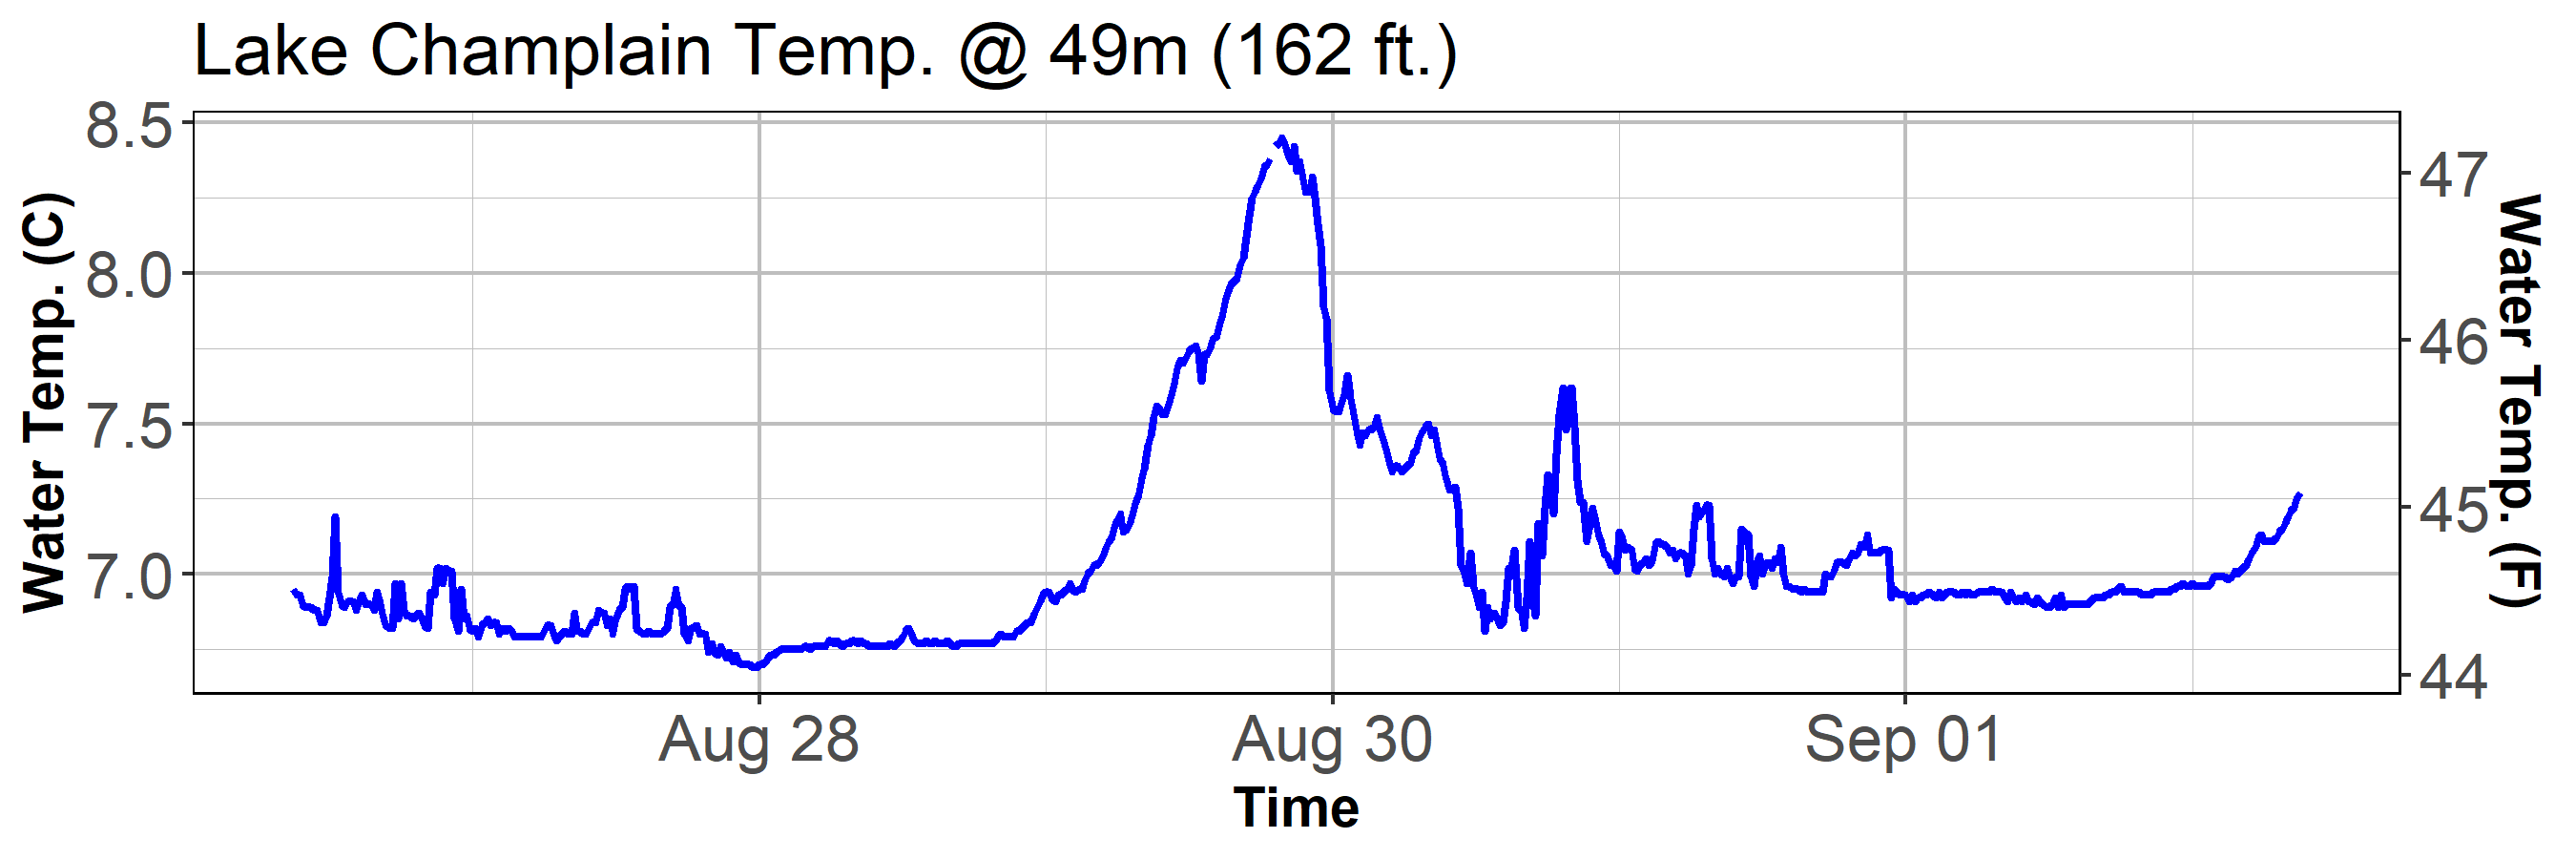 Lake Champlain Temp. @ 49m (162 ft.)
Water Temp. (C)
8.5
8.0
7.5
7.0
47
46
45
44
Water Temp. (F)
Aug 28
Aug 30
Sep 01
Time